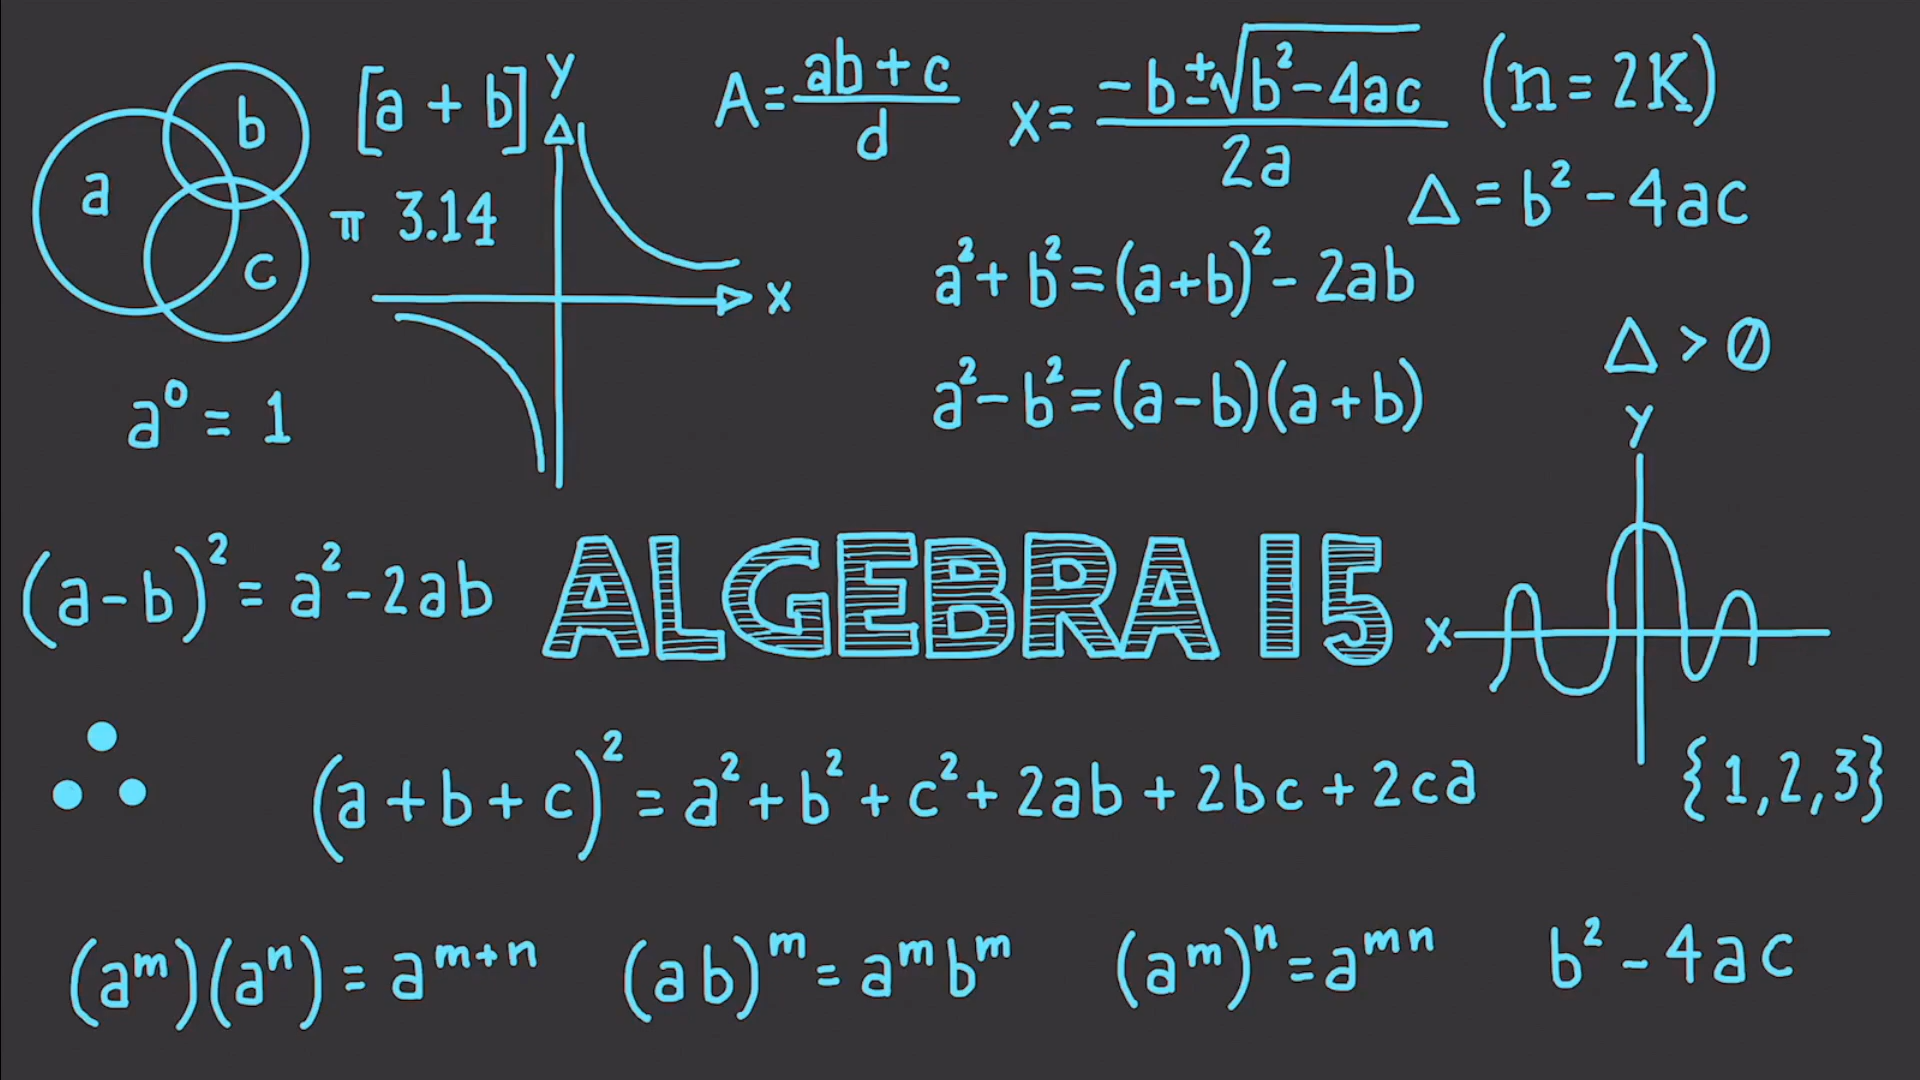 a
b
c
[a + b]
π 3.14
y
x
A = (ab + c)/d
x = (-b ± √(b² - 4ac))/2a
(n = 2K)
Δ = b² - 4ac
a² + b² = (a+b)² - 2ab
a² - b² = (a-b)(a+b)
Δ > 0
a⁰ = 1
y
x
(a-b)² = a² - 2ab
ALGEBRA 15
∴
(a+b+c)² = a² + b² + c² + 2ab + 2bc + 2ca
{1,2,3}
(aᵐ)(aⁿ) = aᵐ⁺ⁿ
(ab)ᵐ = aᵐbᵐ
(aᵐ)ⁿ = aᵐⁿ
b² - 4ac